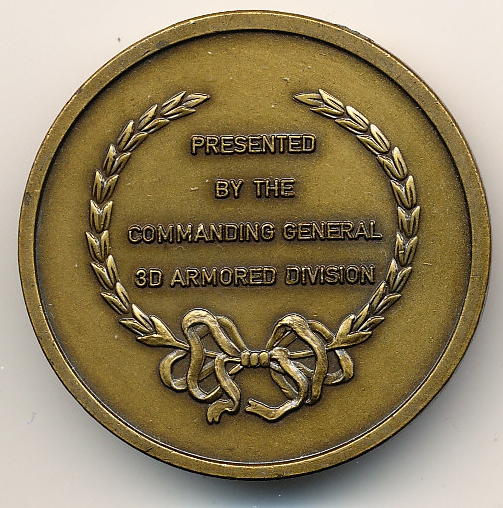 PRESENTED
BY THE
COMMANDING GENERAL
3D ARMORED DIVISION